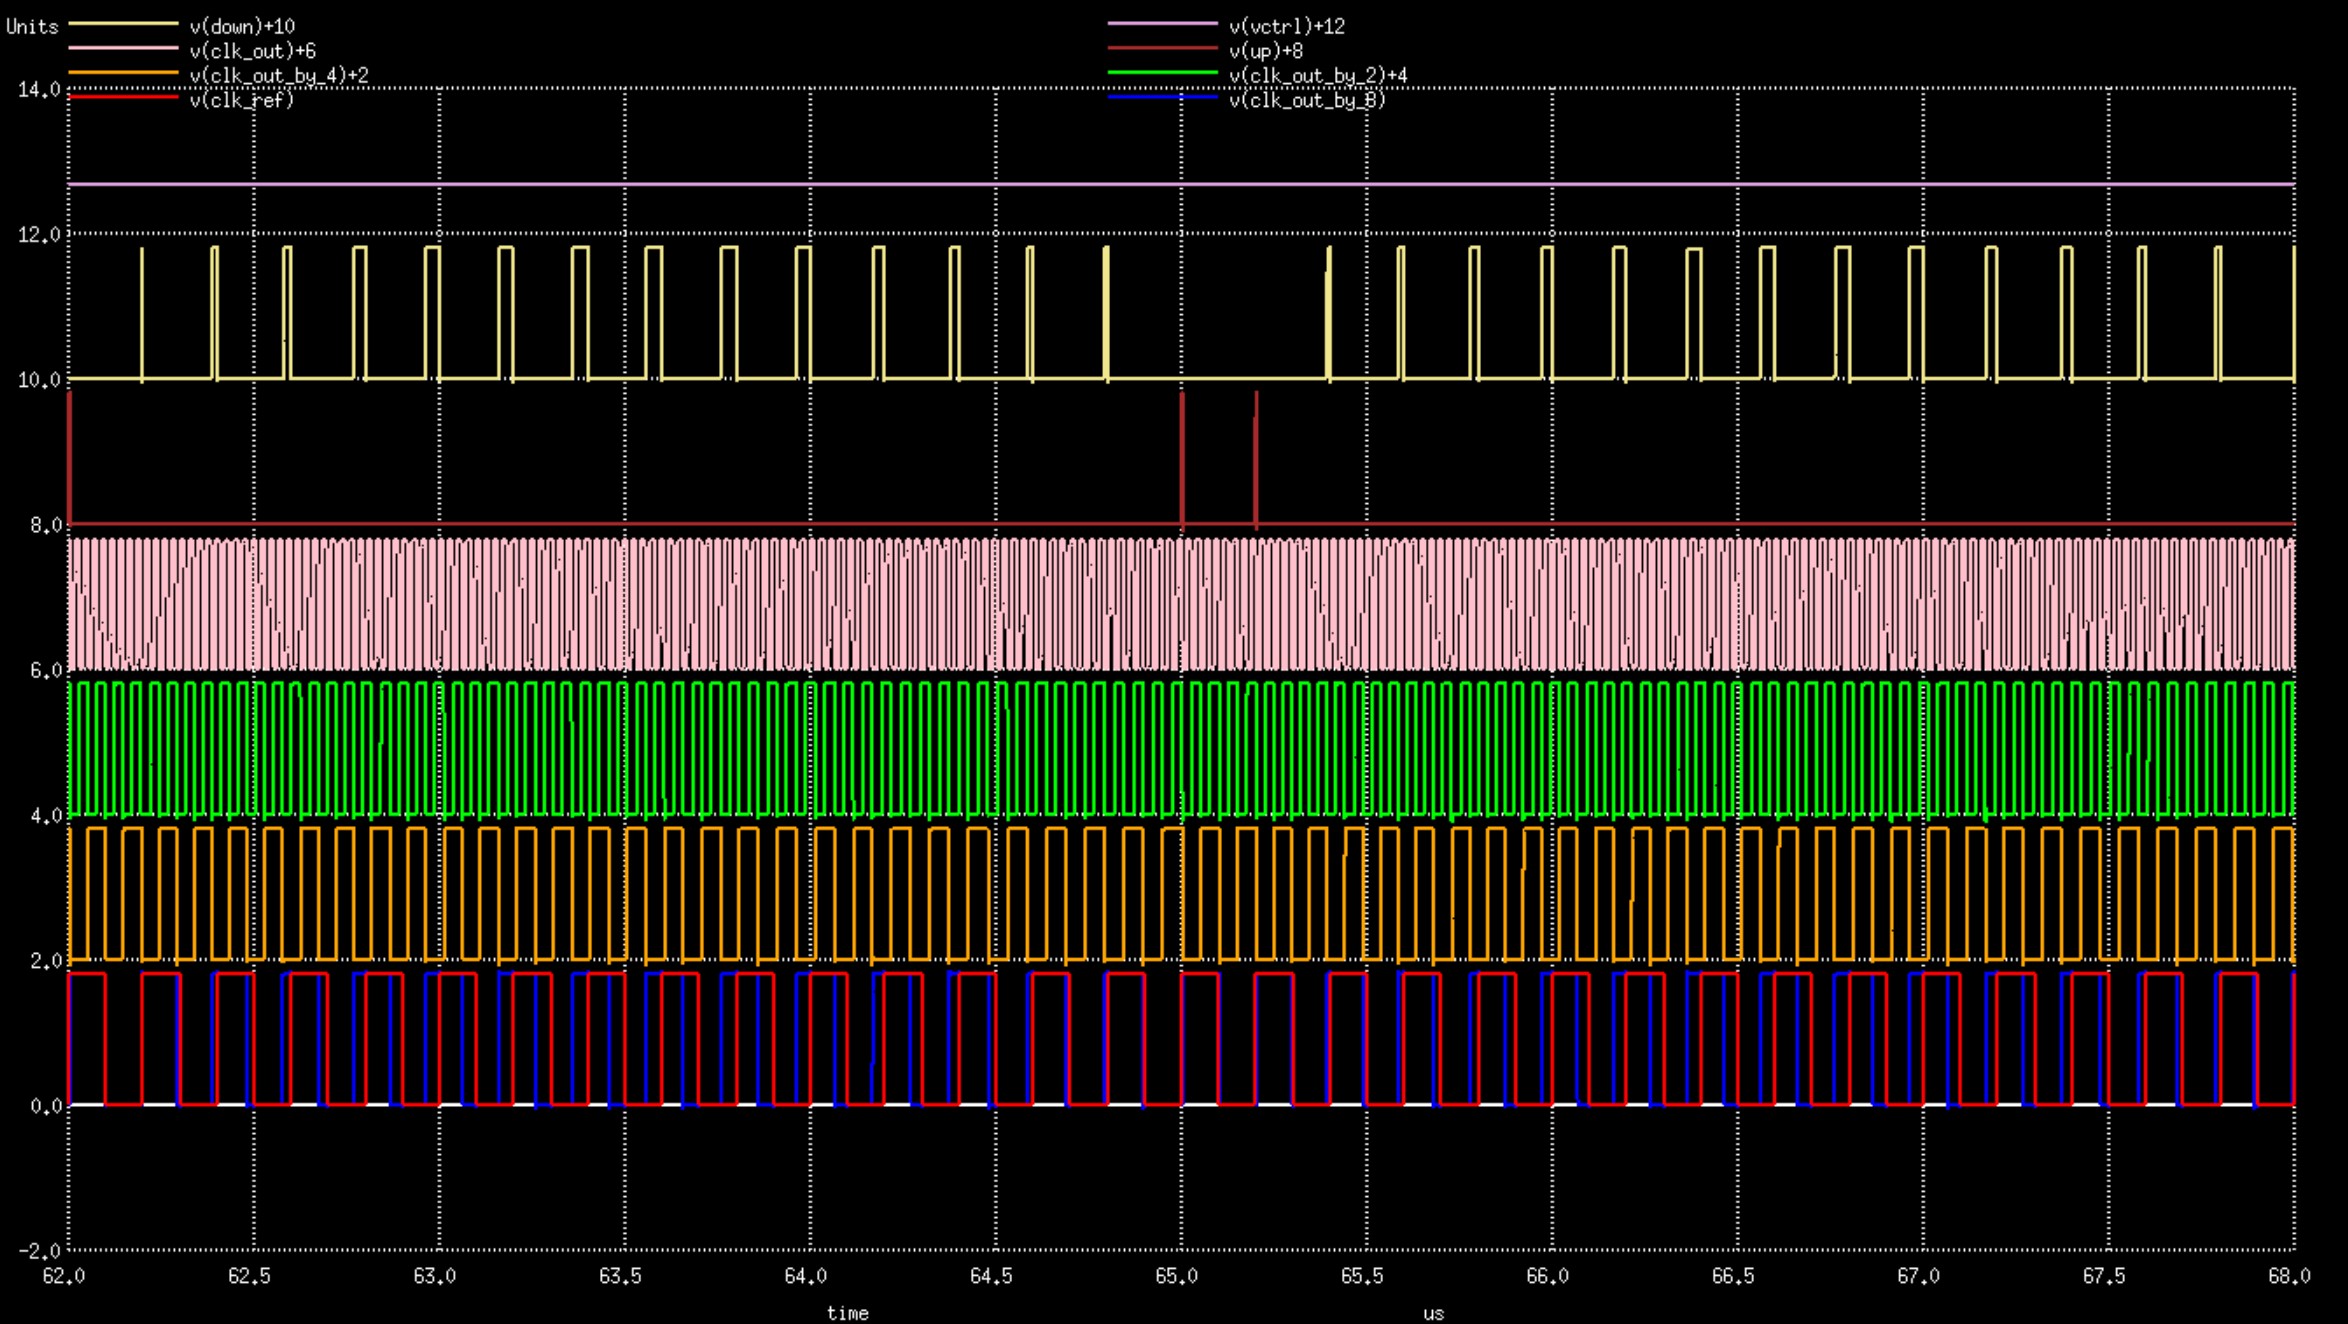 Units v(down)+10 v(vctrl)+12
v(clk_out)+6 v(up)+8
v(clk_out_by_4)+2 v(clk_out_by_2)+4
14.0 v(clk_ref) v(clk_out_by_8)
12.0
10.0
8.0
6.0
4.0
2.0
0.0
-2.0
62.0 62.5 63.0 63.5 64.0 64.5 65.0 65.5 66.0 66.5 67.0 67.5 68.0
time us